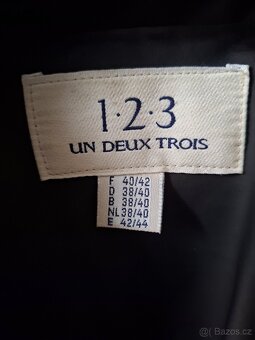 1·2·3
UN DEUX TROIS
F 40/42
D 38/40
B 38/40
NL 38/40
E 42/44
Bazos.cz